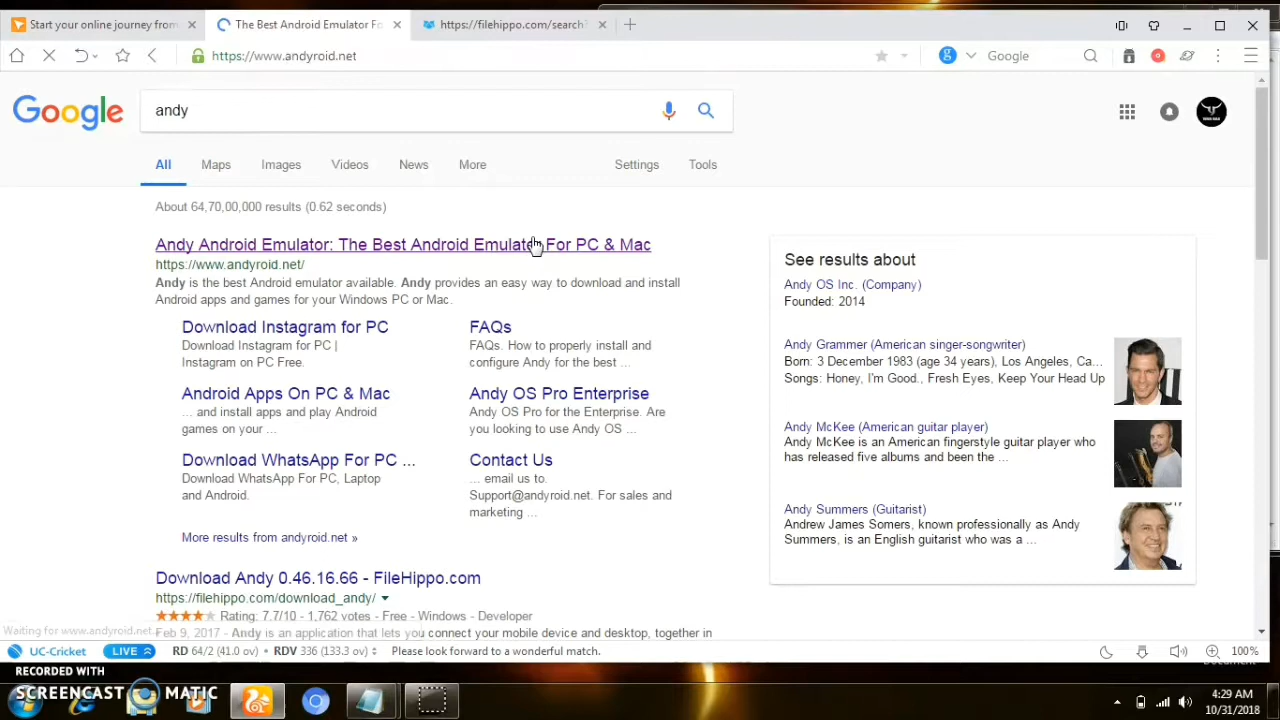 Start your online journey from
The Best Android Emulator Fo
https://filehippo.com/search?
https://www.andyroid.net
Google
Google
andy
All
Maps
Images
Videos
News
More
Settings
Tools
About 64,70,00,000 results (0.62 seconds)
Andy Android Emulator: The Best Android Emulator For PC & Mac
https://www.andyroid.net/
Andy is the best Android emulator available. Andy provides an easy way to download and install
Android apps and games for your Windows PC or Mac.
Download Instagram for PC
Download Instagram for PC |
Instagram on PC Free.
FAQs
FAQs. How to properly install and
configure Andy for the best ...
Android Apps On PC & Mac
... and install apps and play Android
games on your ...
Andy OS Pro Enterprise
Andy OS Pro for the Enterprise. Are
you looking to use Andy OS ...
Download WhatsApp For PC ...
Download WhatsApp For PC, Laptop
and Android.
Contact Us
... email us to.
Support@andyroid.net. For sales and
marketing ...
More results from andyroid.net »
Download Andy 0.46.16.66 - FileHippo.com
https://filehippo.com/download_andy/
Rating: 7.7/10 - 1,762 votes - Free - Windows - Developer
Feb 9, 2017 - Andy is an application that lets you connect your mobile device and desktop, together in
See results about
Andy OS Inc. (Company)
Founded: 2014
Andy Grammer (American singer-songwriter)
Born: 3 December 1983 (age 34 years), Los Angeles, Ca...
Songs: Honey, I'm Good., Fresh Eyes, Keep Your Head Up
Andy McKee (American guitar player)
Andy McKee is an American fingerstyle guitar player who
has released five albums and been the ...
Andy Summers (Guitarist)
Andrew James Somers, known professionally as Andy
Summers, is an English guitarist who was a ...
Waiting for www.andyroid.net...
UC-Cricket
LIVE
RD 64/2 (41.0 ov) • RDV 336 (133.3 ov)
Please look forward to a wonderful match.
100%
RECORDED WITH
SCREENCAST MATIC
4:29 AM
10/31/2018